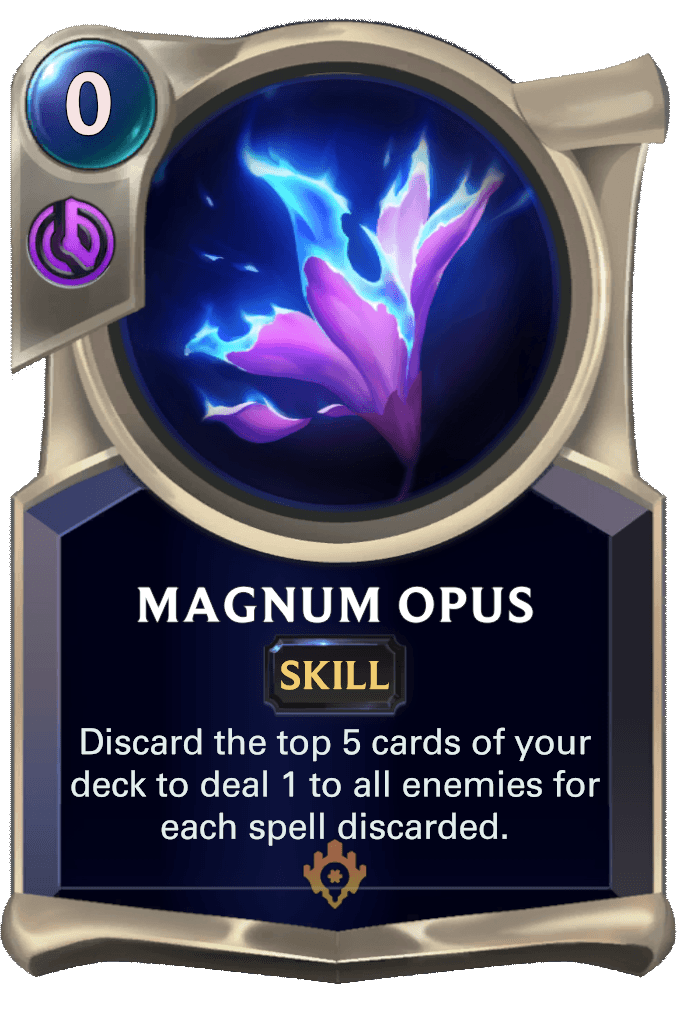 0
MAGNUM OPUS
SKILL
Discard the top 5 cards of your
deck to deal 1 to all enemies for
each spell discarded.